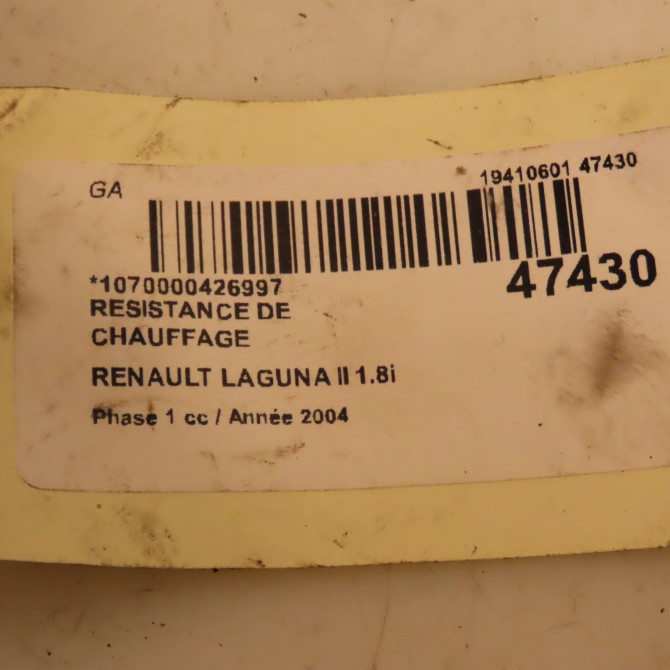 GA
19410601 47430
*1070000426997
47430
RESISTANCE DE
CHAUFFAGE
RENAULT LAGUNA II 1.8i
Phase 1 cc / Année 2004